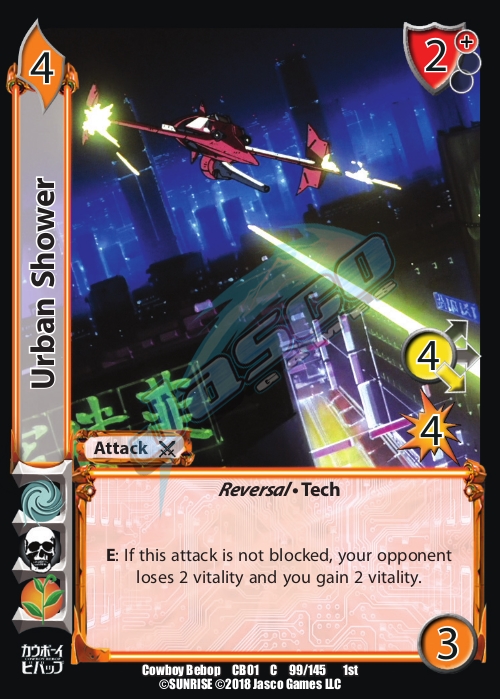 4
2
+
Urban Shower
Jasco
GAMES
4
4
Attack
Reversal • Tech
E: If this attack is not blocked, your opponent
loses 2 vitality and you gain 2 vitality.
カウボーイ
ビバップ
3
Cowboy Bebop CB01 C 99/145 1st
©SUNRISE ©2018 Jasco Games LLC